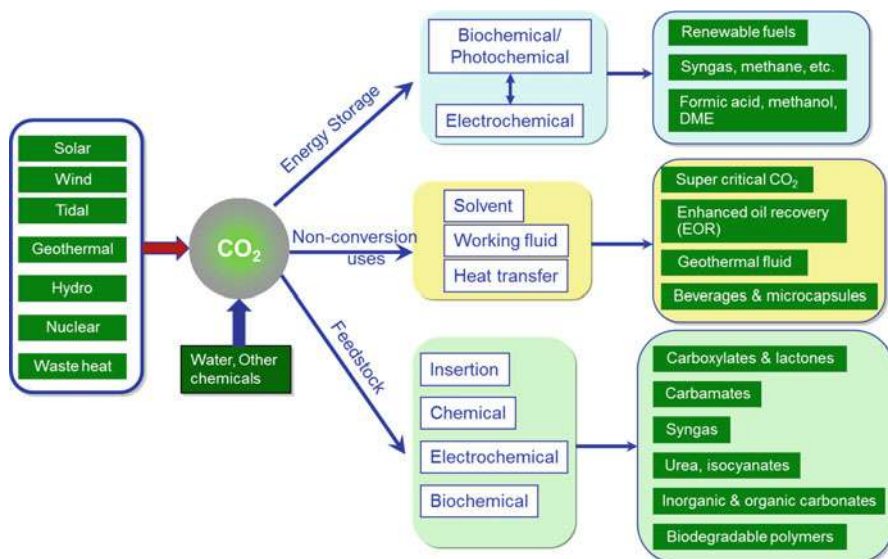 Solar
Wind
Tidal
Geothermal
Hydro
Nuclear
Waste heat
CO₂
Water, Other
chemicals
Energy Storage
Non-conversion
uses
Feedstock
Biochemical/
Photochemical
Electrochemical
Renewable fuels
Syngas, methane, etc.
Formic acid, methanol,
DME
Solvent
Working fluid
Heat transfer
Super critical CO₂
Enhanced oil recovery
(EOR)
Geothermal fluid
Beverages & microcapsules
Insertion
Chemical
Electrochemical
Biochemical
Carboxylates & lactones
Carbamates
Syngas
Urea, isocyanates
Inorganic & organic carbonates
Biodegradable polymers